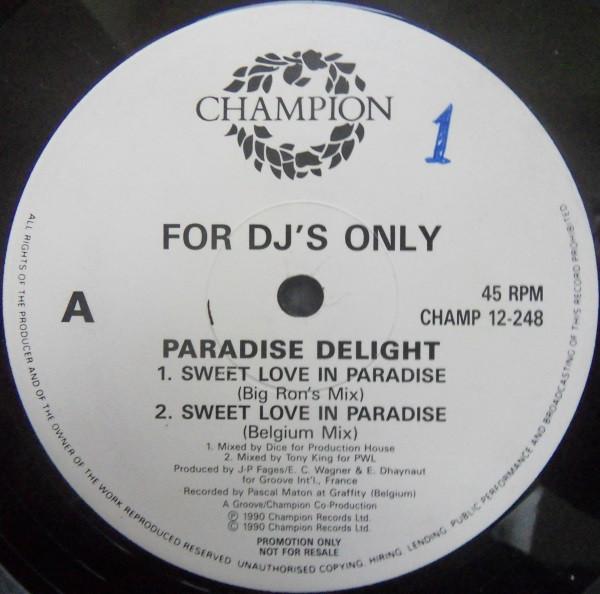 CHAMPION
1
FOR DJ'S ONLY
A
45 RPM
CHAMP 12-248
PARADISE DELIGHT
1. SWEET LOVE IN PARADISE
(Big Ron's Mix)
2. SWEET LOVE IN PARADISE
(Belgium Mix)
1. Mixed by Dice for Production House
2. Mixed by Tony King for PWL
Produced by J-P Fages/E. C. Wagner & E. Dhaynaut
for Groove Int'l., France
Recorded by Pascal Maton at Graffity (Belgium)
A Groove/Champion Co-Production
Ⓟ 1990 Champion Records Ltd.
© 1990 Champion Records Ltd.
PROMOTION ONLY
NOT FOR RESALE
ALL RIGHTS OF THE PRODUCER AND OF THE OWNER OF THE WORK REPRODUCED RESERVED. UNAUTHORISED COPYING, HIRING, LENDING, PUBLIC PERFORMANCE AND BROADCASTING OF THIS RECORD PROHIBITED